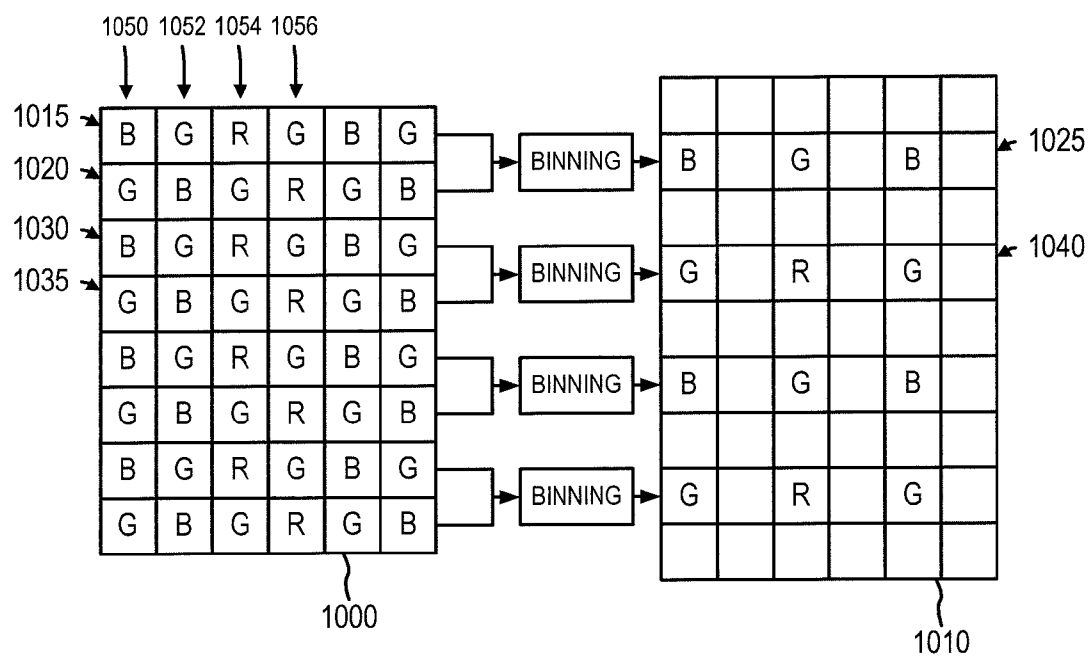 1050 1052 1054 1056
1015 B G R G B G
1020 G B G R G B
BINNING B G B 1025
1030 B G R G B G
1035 G B G R G B
BINNING G R G 1040
B G R G B G
G B G R G B
BINNING B G B
B G R G B G
G B G R G B
BINNING G R G
1000
1010